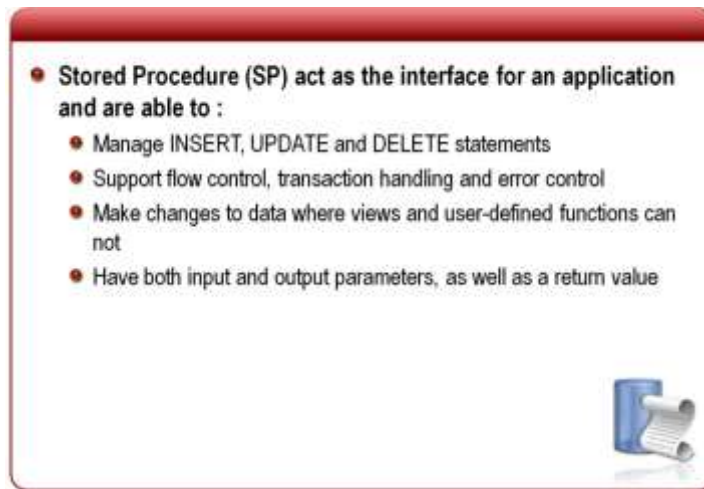 Stored Procedure (SP) act as the interface for an application
and are able to :
Manage INSERT, UPDATE and DELETE statements
Support flow control, transaction handling and error control
Make changes to data where views and user-defined functions can
not
Have both input and output parameters, as well as a return value